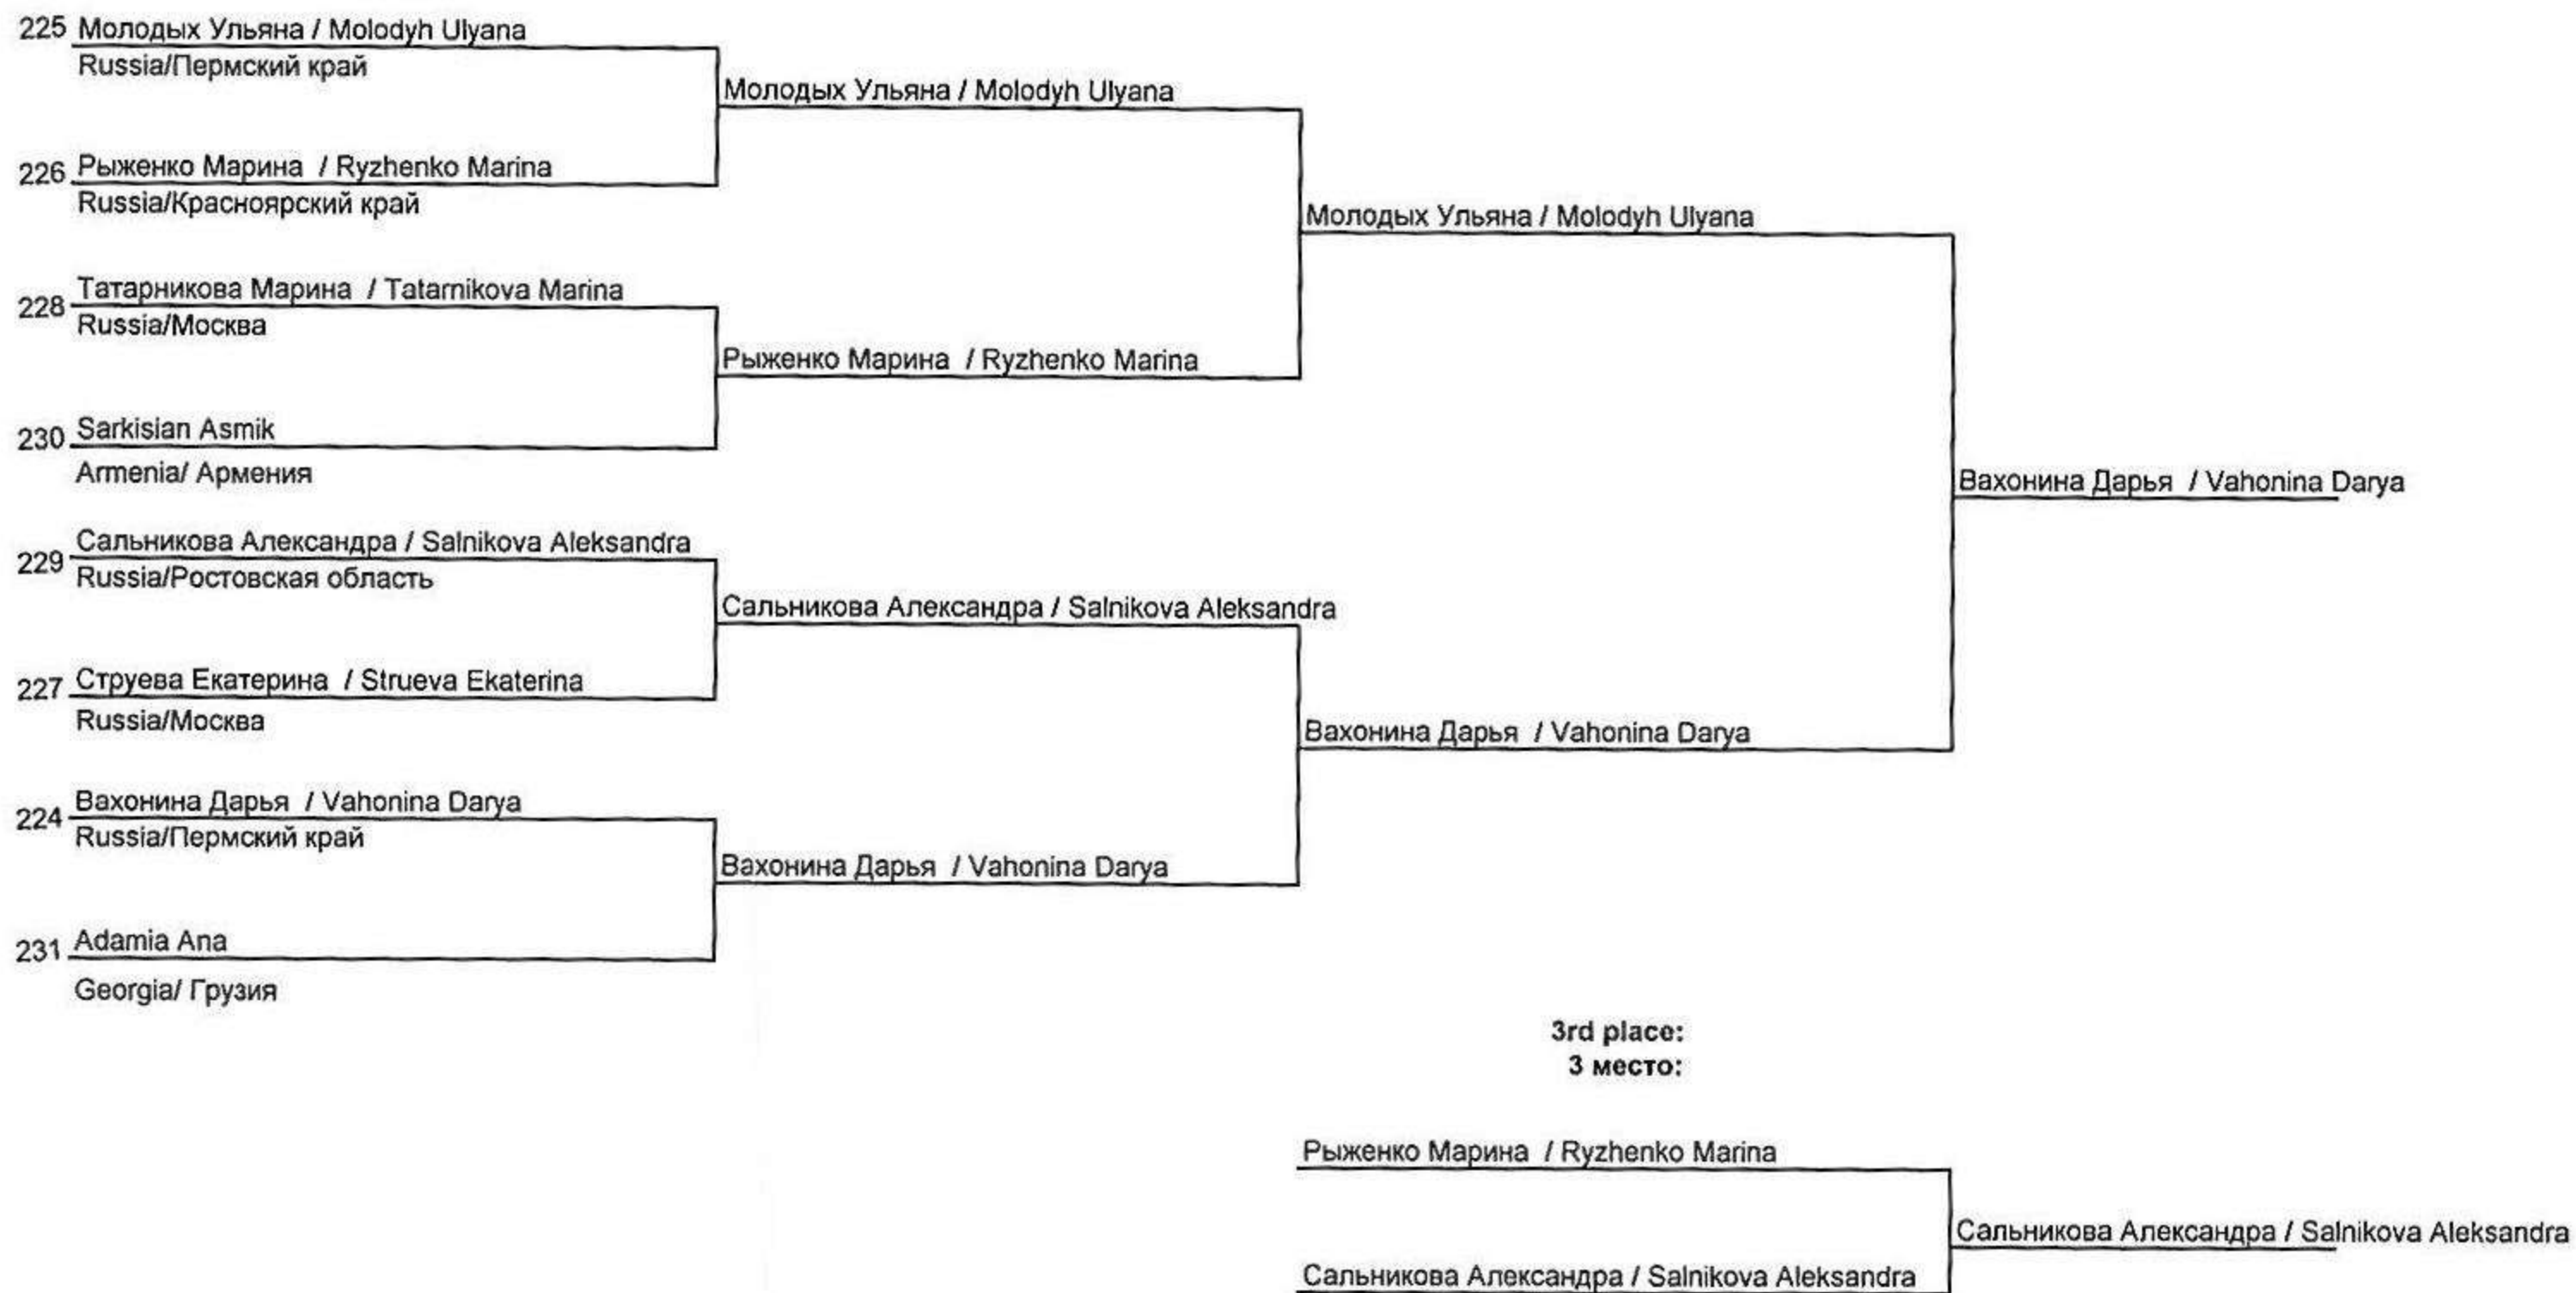 225 Молодых Ульяна / Molodyh Ulyana
Russia/Пермский край
Молодых Ульяна / Molodyh Ulyana
226 Рыженко Марина / Ryzhenko Marina
Russia/Красноярский край
Молодых Ульяна / Molodyh Ulyana
228 Татарникова Марина / Tatarnikova Marina
Russia/Москва
Рыженко Марина / Ryzhenko Marina
230 Sarkisian Asmik
Armenia/ Армения
Вахонина Дарья / Vahonina Darya
229 Сальникова Александра / Salnikova Aleksandra
Russia/Ростовская область
Сальникова Александра / Salnikova Aleksandra
227 Струева Екатерина / Strueva Ekaterina
Russia/Москва
Вахонина Дарья / Vahonina Darya
224 Вахонина Дарья / Vahonina Darya
Russia/Пермский край
Вахонина Дарья / Vahonina Darya
231 Adamia Ana
Georgia/ Грузия
3rd place:
3 место:
Рыженко Марина / Ryzhenko Marina
Сальникова Александра / Salnikova Aleksandra
Сальникова Александра / Salnikova Aleksandra